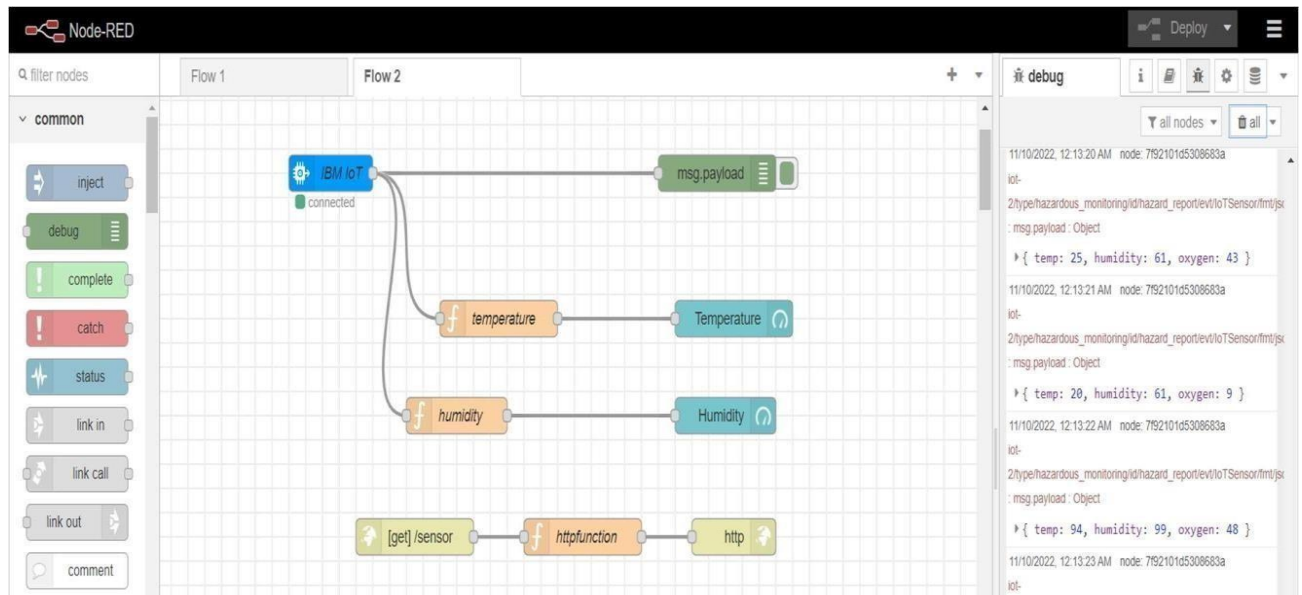 Node-RED
Deploy
filter nodes
Flow 1
Flow 2
debug
i
common
all nodes
all
inject
debug
complete
catch
status
link in
link call
link out
comment
IBM IoT
connected
msg.payload
f temperature
Temperature
f humidity
Humidity
[get] /sensor
f httpfunction
http
11/10/2022, 12:13:20 AM node: 7f92101d5308683a
iot-
2/type/hazardous_monitoring/id/hazard_report/evt/IoTSensor/fmt/jsc
: msg.payload : Object
{ temp: 25, humidity: 61, oxygen: 43 }
11/10/2022, 12:13:21 AM node: 7f92101d5308683a
iot-
2/type/hazardous_monitoring/id/hazard_report/evt/IoTSensor/fmt/jsc
: msg.payload : Object
{ temp: 20, humidity: 61, oxygen: 9 }
11/10/2022, 12:13:22 AM node: 7f92101d5308683a
iot-
2/type/hazardous_monitoring/id/hazard_report/evt/IoTSensor/fmt/jsc
: msg.payload : Object
{ temp: 94, humidity: 99, oxygen: 48 }
11/10/2022, 12:13:23 AM node: 7f92101d5308683a
iot-